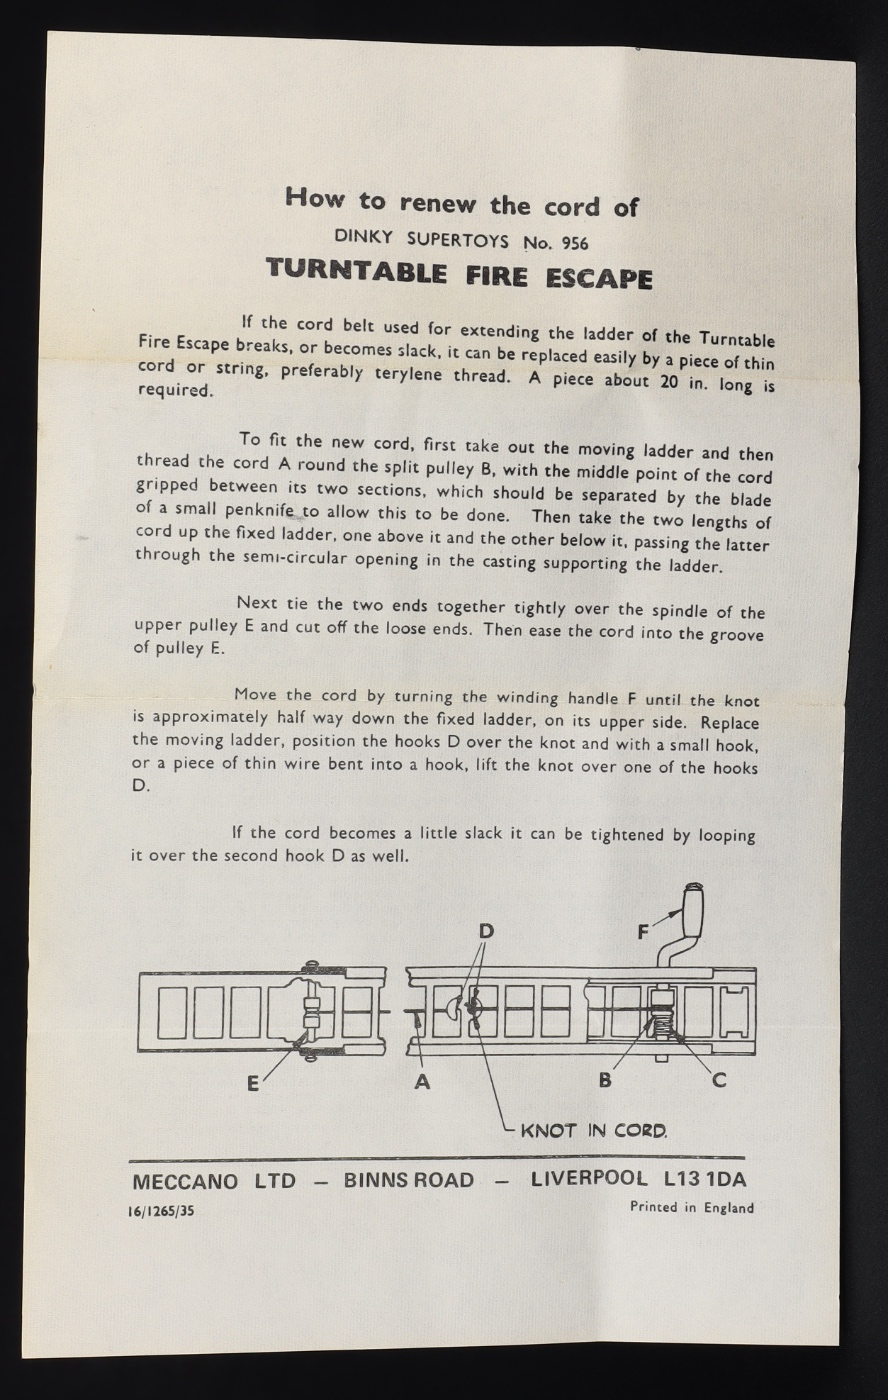 How to renew the cord of
DINKY SUPERTOYS No. 956
TURNTABLE FIRE ESCAPE
If the cord belt used for extending the ladder of the Turntable
Fire Escape breaks, or becomes slack, it can be replaced easily by a piece of thin
cord or string, preferably terylene thread. A piece about 20 in. long is
required.
To fit the new cord, first take out the moving ladder and then
thread the cord A round the split pulley B, with the middle point of the cord
gripped between its two sections, which should be separated by the blade
of a small penknife to allow this to be done. Then take the two lengths of
cord up the fixed ladder, one above it and the other below it, passing the latter
through the semi-circular opening in the casting supporting the ladder.
Next tie the two ends together tightly over the spindle of the
upper pulley E and cut off the loose ends. Then ease the cord into the groove
of pulley E.
Move the cord by turning the winding handle F until the knot
is approximately half way down the fixed ladder, on its upper side. Replace
the moving ladder, position the hooks D over the knot and with a small hook,
or a piece of thin wire bent into a hook, lift the knot over one of the hooks
D.
If the cord becomes a little slack it can be tightened by looping
it over the second hook D as well.
D
F
E
A
B
C
KNOT IN CORD.
MECCANO LTD – BINNS ROAD – LIVERPOOL L13 1DA
16/1265/35
Printed in England